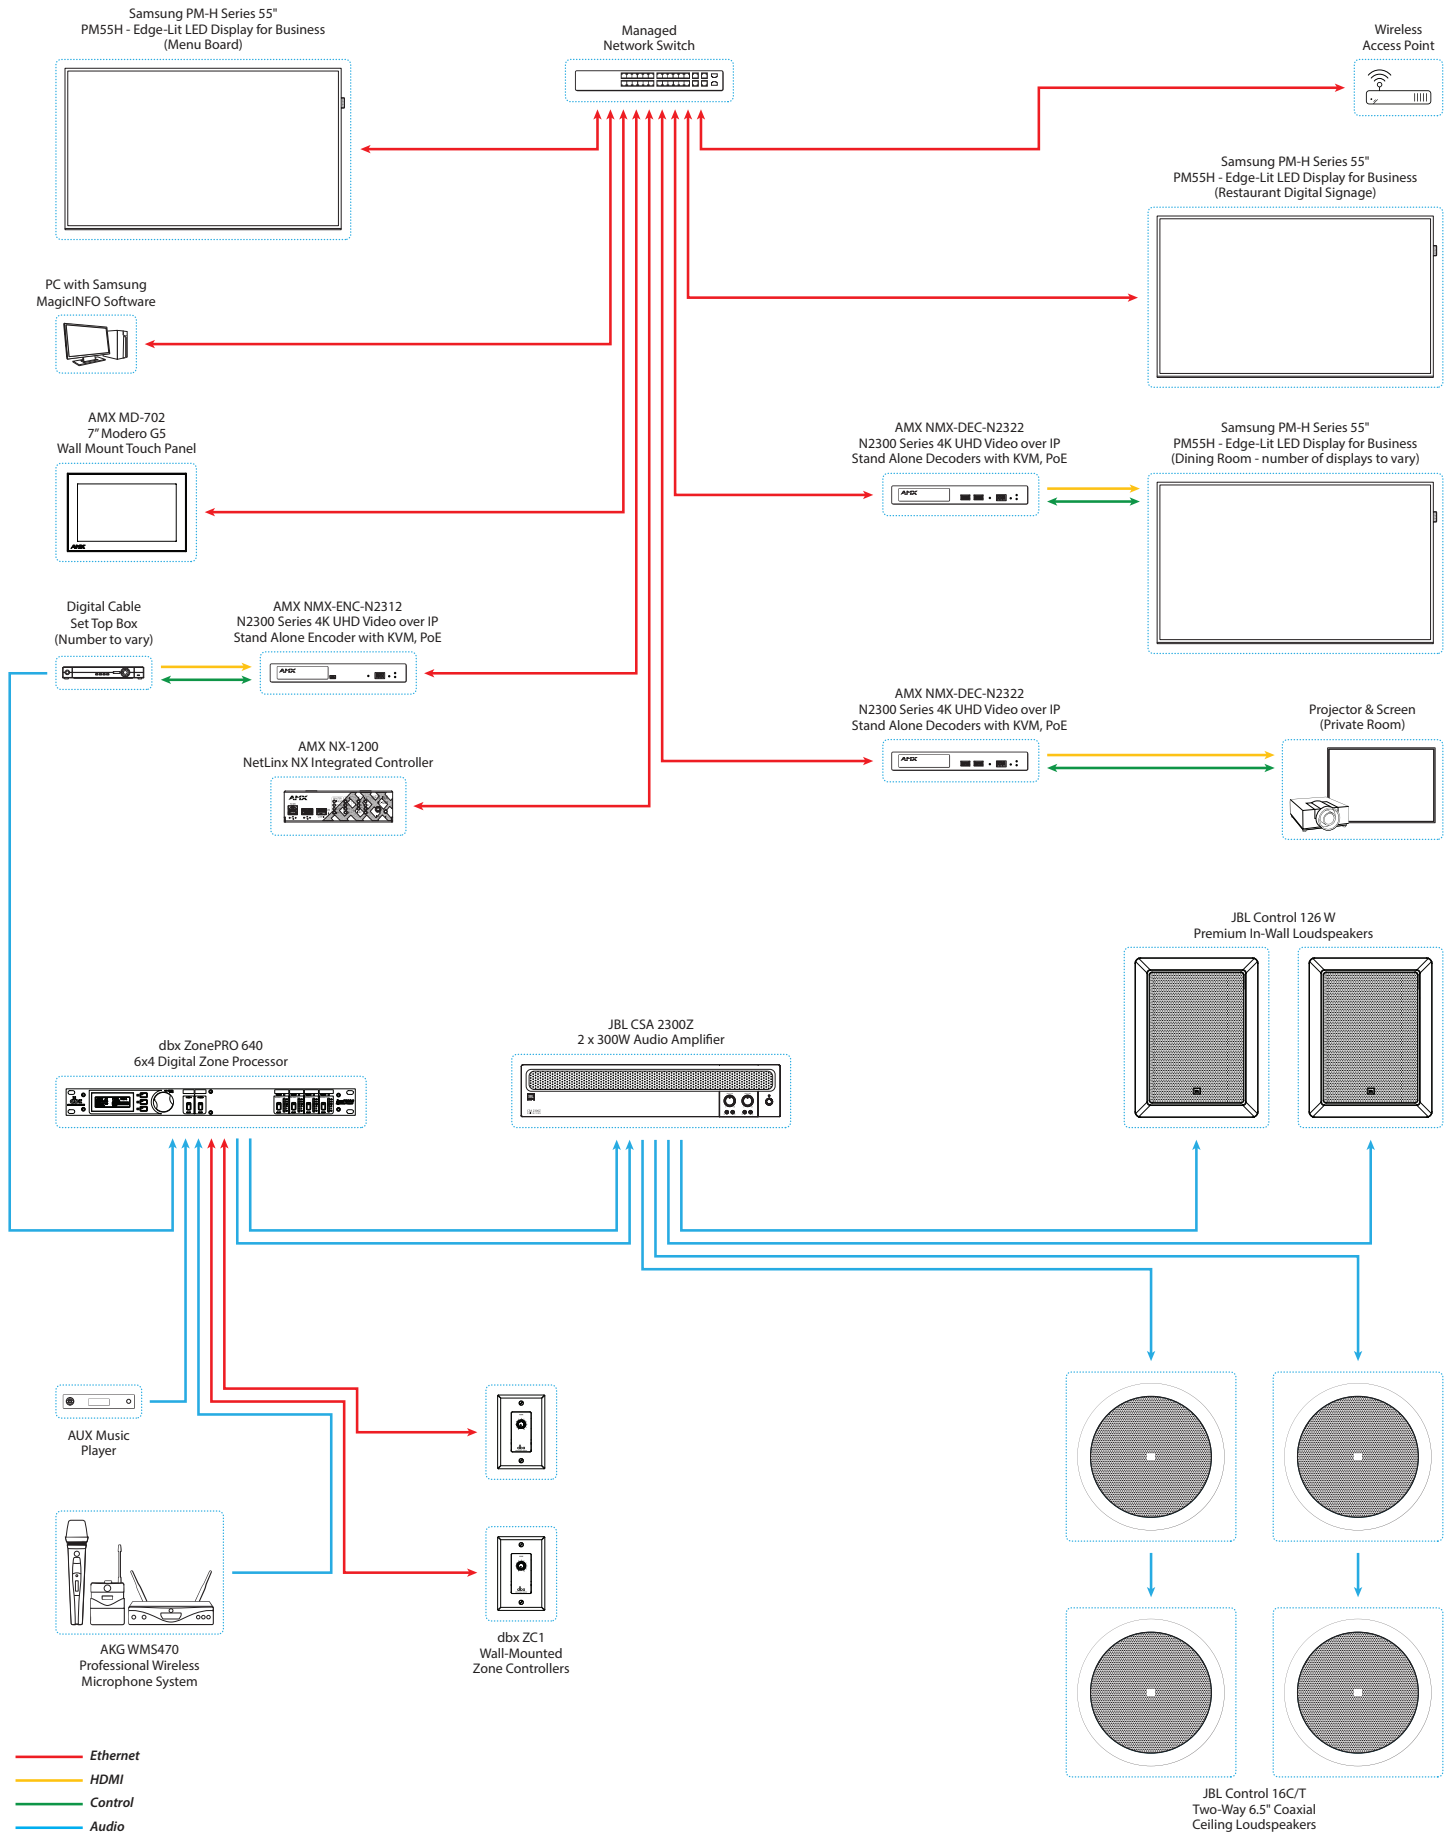 Samsung PM-H Series 55"
PM55H - Edge-Lit LED Display for Business
(Menu Board)
Managed
Network Switch
Wireless
Access Point
Samsung PM-H Series 55"
PM55H - Edge-Lit LED Display for Business
(Restaurant Digital Signage)
PC with Samsung
MagicINFO Software
AMX MD-702
7" Modero G5
Wall Mount Touch Panel
AMX
AMX NMX-DEC-N2322
N2300 Series 4K UHD Video over IP
Stand Alone Decoders with KVM, PoE
AMX
Samsung PM-H Series 55"
PM55H - Edge-Lit LED Display for Business
(Dining Room - number of displays to vary)
Digital Cable
Set Top Box
(Number to vary)
AMX NMX-ENC-N2312
N2300 Series 4K UHD Video over IP
Stand Alone Encoder with KVM, PoE
AMX
AMX NX-1200
NetLinx NX Integrated Controller
AMX
AMX NMX-DEC-N2322
N2300 Series 4K UHD Video over IP
Stand Alone Decoders with KVM, PoE
AMX
Projector & Screen
(Private Room)
JBL Control 126 W
Premium In-Wall Loudspeakers
dbx ZonePRO 640
6x4 Digital Zone Processor
dbx
JBL CSA 2300Z
2 x 300W Audio Amplifier
AUX Music
Player
dbx
AKG WMS470
Professional Wireless
Microphone System
dbx
dbx ZC1
Wall-Mounted
Zone Controllers
JBL Control 16C/T
Two-Way 6.5" Coaxial
Ceiling Loudspeakers
Ethernet
HDMI
Control
Audio